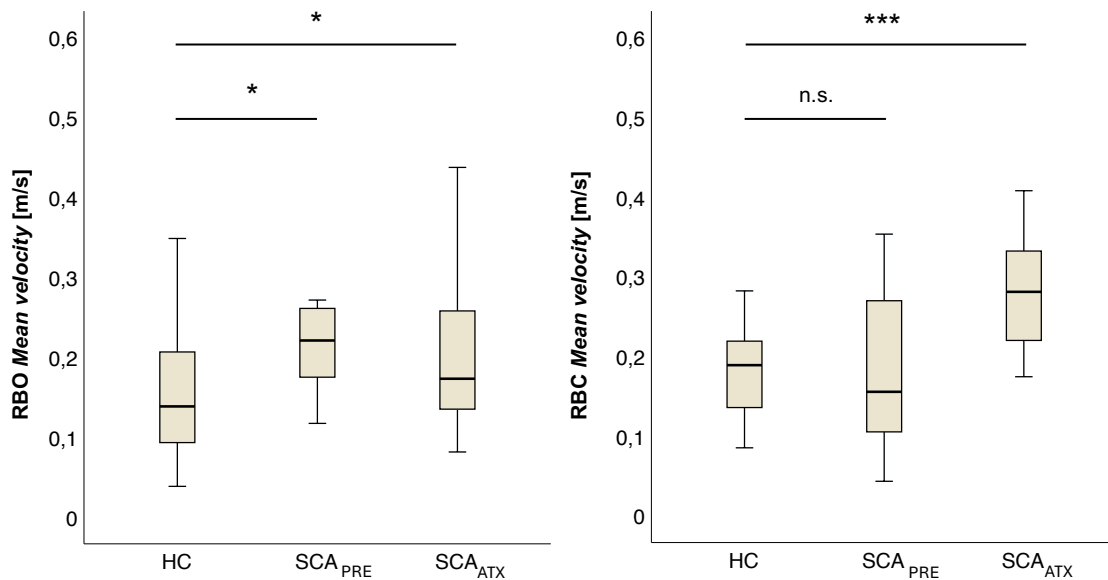 *
*
0,6
0,5
0,4
0,3
0,2
0,1
0
RBO Mean velocity [m/s]
HC
SCA PRE
SCA ATX
***
n.s.
0,6
0,5
0,4
0,3
0,2
0,1
0
RBC Mean velocity [m/s]
HC
SCA PRE
SCA ATX